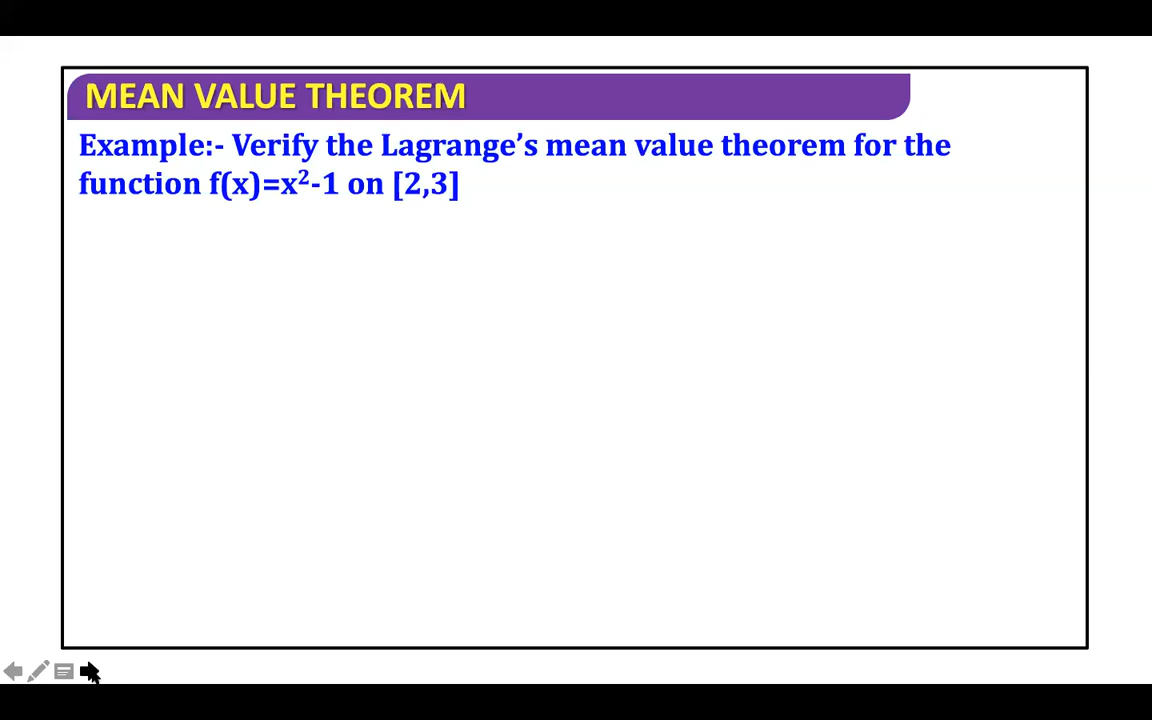 MEAN VALUE THEOREM
Example:- Verify the Lagrange’s mean value theorem for the
function f(x)=x²-1 on [2,3]